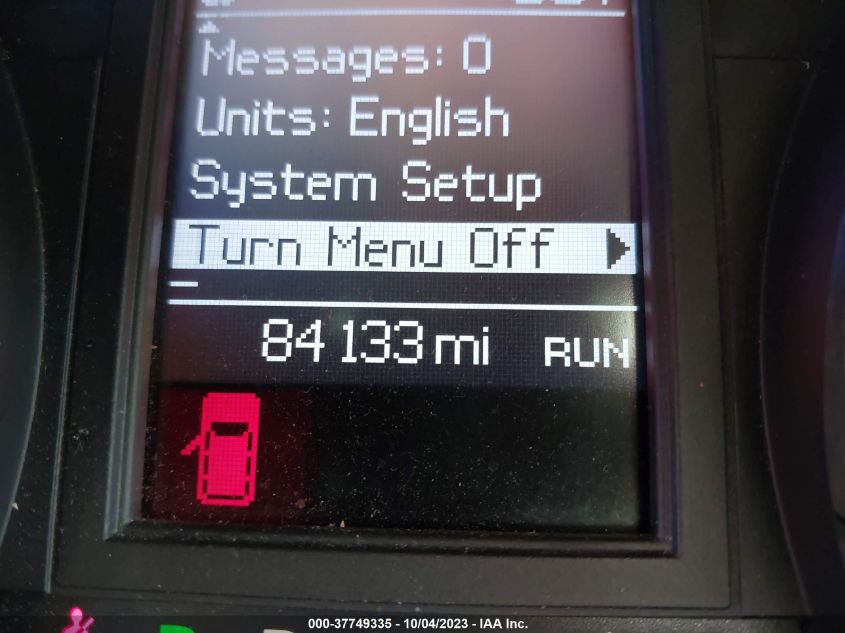 Messages: 0
Units: English
System Setup
Turn Menu Off
84 133 mi RUN
000-37749335 - 10/04/2023 - IAA Inc.